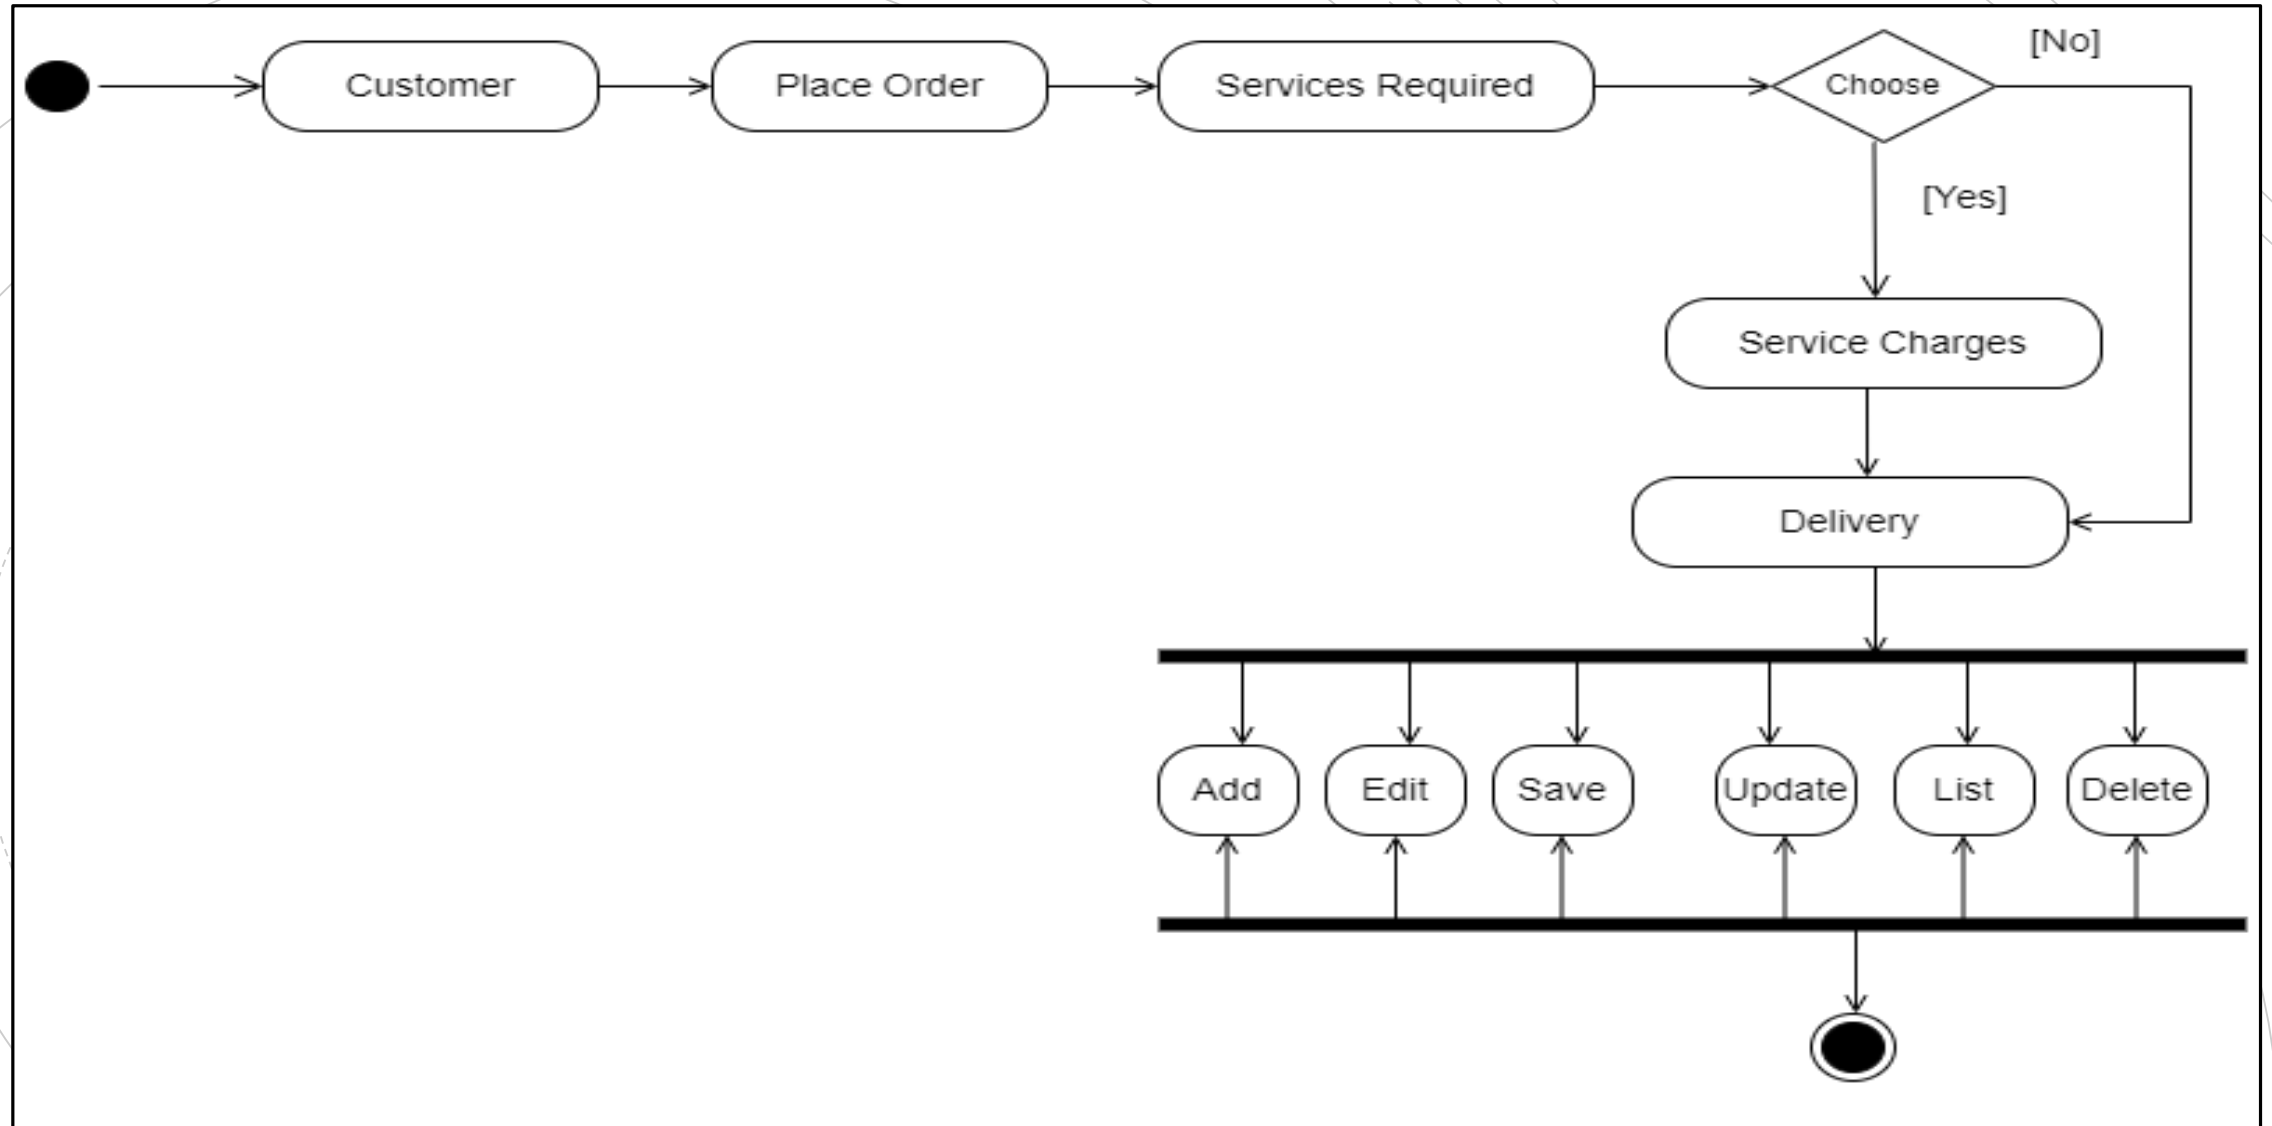 [No]
Customer
Place Order
Services Required
Choose
[Yes]
Service Charges
Delivery
Add
Edit
Save
Update
List
Delete